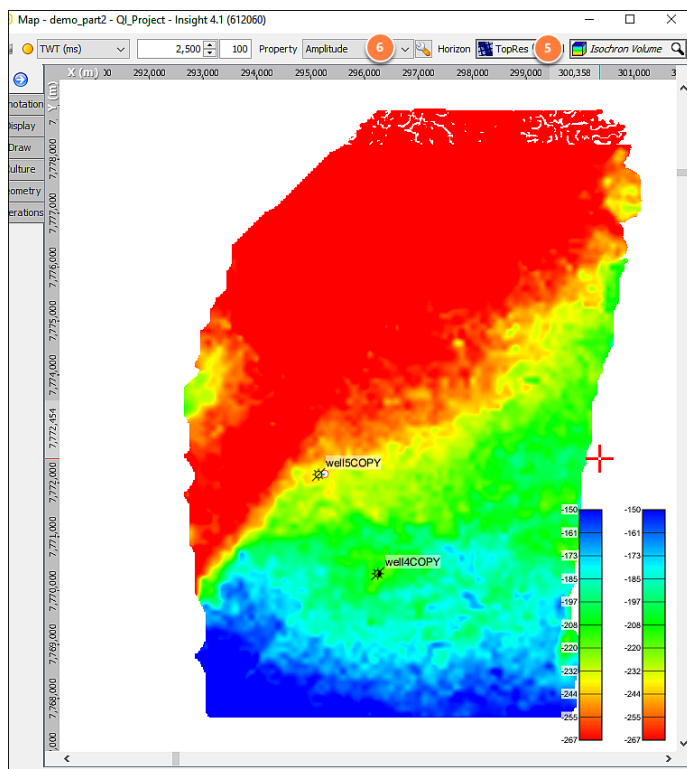 Map - demo_part2 - QI_Project - Insight 4.1 (612060)
TWT (ms) 2,500 100 Property Amplitude 6 Horizon TopRes 5 Isochron Volume
X (m) 00 292,000 293,000 294,000 295,000 296,000 297,000 298,000 299,000 300,358 301,000 3
Y (m)
7,
7,778,000
7,777,000
7,776,000
7,775,000
7,774,000
7,772,454
7,772,000
7,771,000
7,770,000
7,769,000
7,768,000
,000
notation
Display
Draw
ulture
eometry
erations
well5COPY
well4COPY
-150 -150
-161 -161
-173 -173
-185 -185
-197 -197
-208 -208
-220 -220
-232 -232
-244 -244
-255 -255
-267 -267